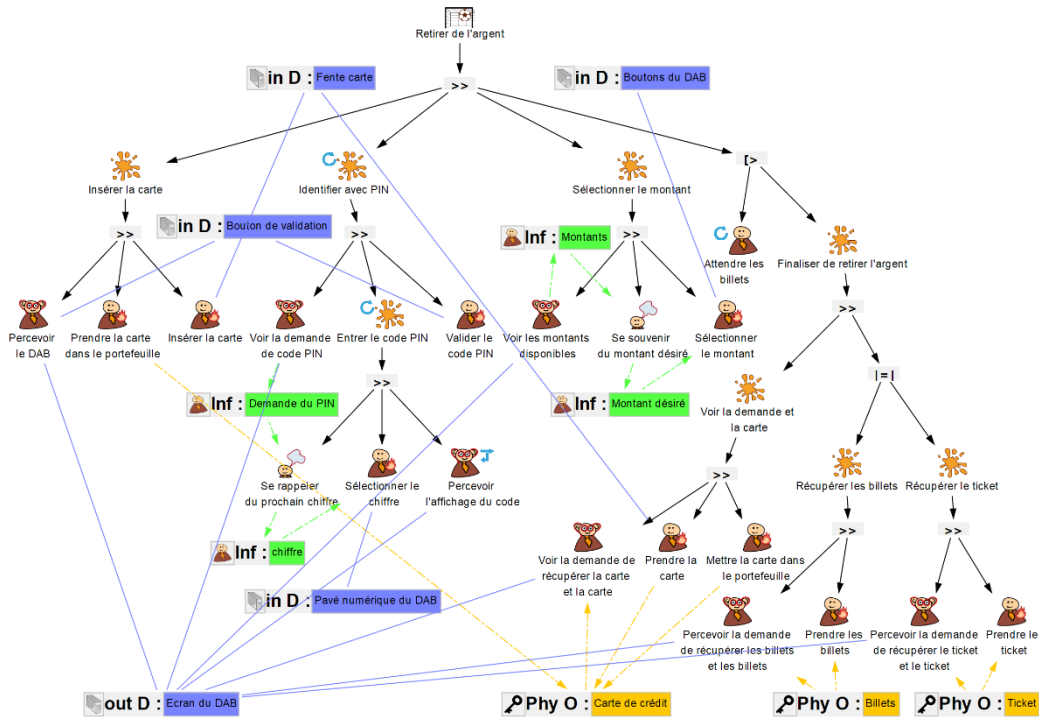 Retirer de l'argent
in D : Fente carte
>>
in D : Boutons du DAB
Insérer la carte
Identifier avec PIN
Sélectionner le montant
[>
>>
in D : Bouton de validation
>>
Inf : Montants
>>
Attendre les
billets
Finaliser de retirer l'argent
>>
Percevoir
le DAB
Prendre la carte
dans le portefeuille
Insérer la carte
Voir la demande
de code PIN
Entrer le code PIN
Valider le
code PIN
Voir les montants
disponibles
Se souvenir
du montant désiré
Sélectionner
le montant
>>
|=|
Inf : Demande du PIN
Inf : Montant désiré
Voir la demande et
la carte
>>
Se rappeler
du prochain chiffre
Sélectionner le
chiffre
Percevoir
l'affichage du code
Récupérer les billets
Récupérer le ticket
>>
>>
Inf : chiffre
Voir la demande de
récupérer la carte
et la carte
Prendre la
carte
Mettre la carte dans
le portefeuille
in D : Pavé numérique du DAB
Percevoir la demande
de récupérer les billets
et les billets
Prendre les
billets
Percevoir la demande
de récupérer le ticket
et le ticket
Prendre le
ticket
out D : Ecran du DAB
Phy O : Carte de crédit
Phy O : Billets
Phy O : Ticket